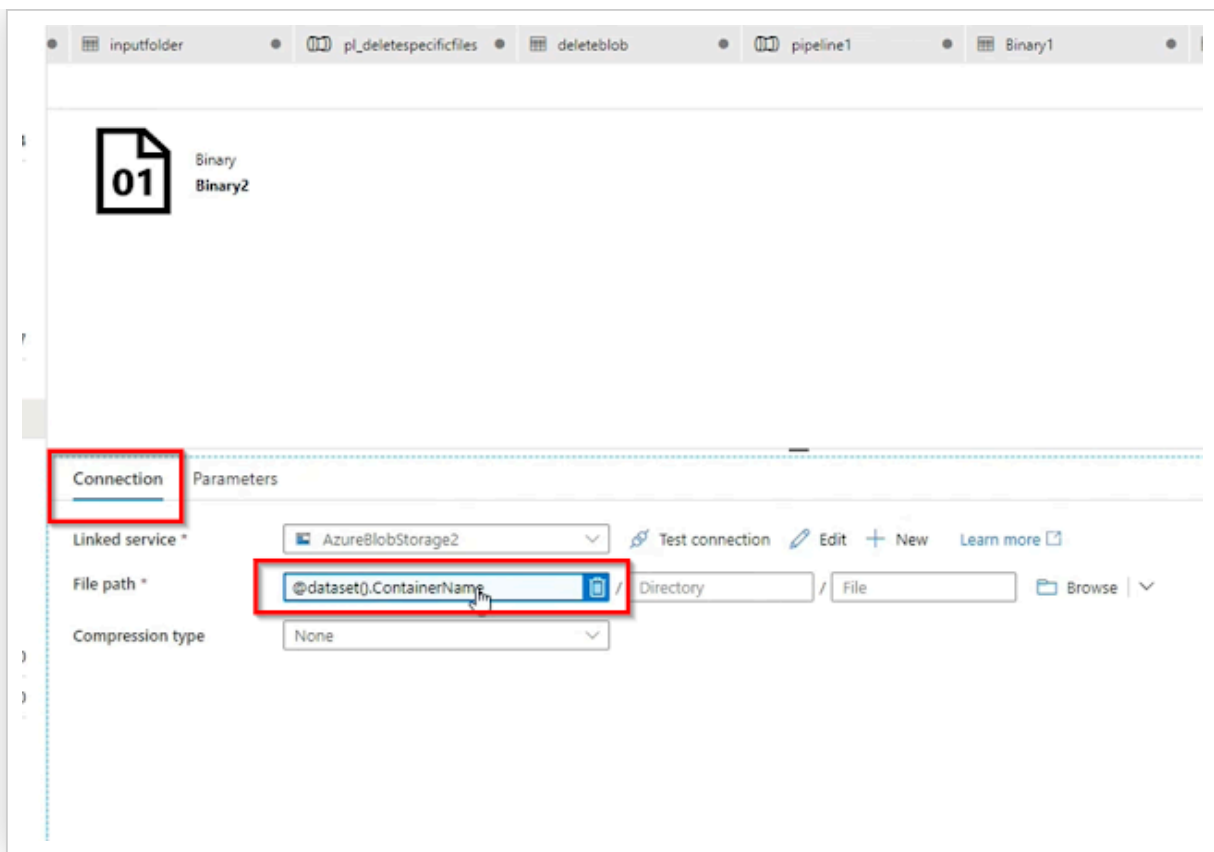 inputfolder pl_deletespecificfiles deleteblob pipeline1 Binary1
01
Binary
Binary2
Connection Parameters
Linked service * AzureBlobStorage2 Test connection Edit + New Learn more
File path * @dataset().ContainerName / Directory / File Browse
Compression type None